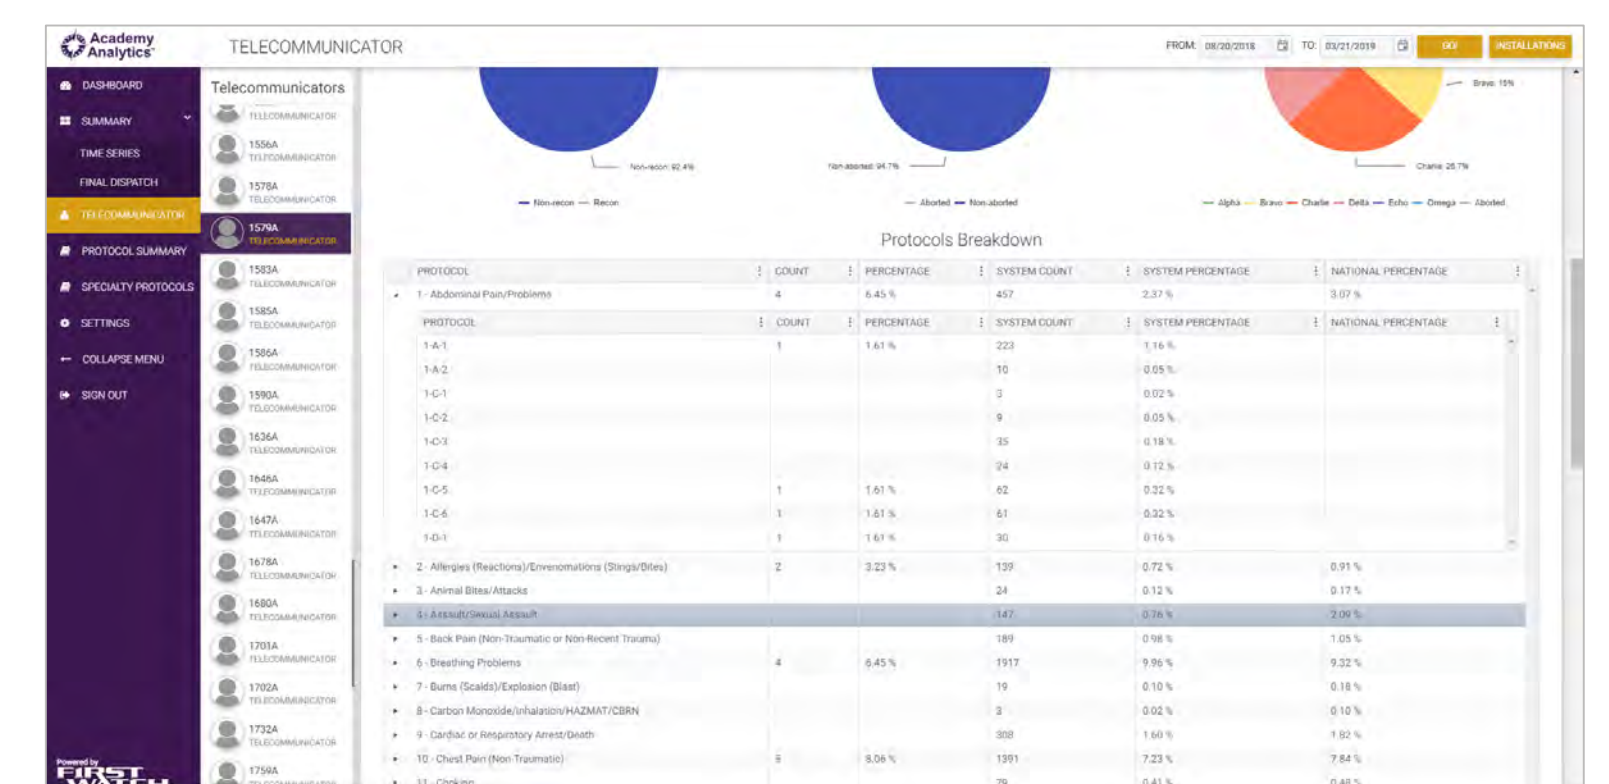 Academy Analytics
TELECOMMUNICATOR
FROM: 08/20/2018 TO: 03/21/2019 GO! INSTALLATIONS
DASHBOARD
SUMMARY
TIME SERIES
FINAL DISPATCH
TELECOMMUNICATOR
PROTOCOL SUMMARY
SPECIALTY PROTOCOLS
SETTINGS
COLLAPSE MENU
SIGN OUT
Powered by
FIRST
WATCH
Telecommunicators
TELECOMMUNICATOR
1556A
TELECOMMUNICATOR
1578A
TELECOMMUNICATOR
1579A
TELECOMMUNICATOR
1583A
TELECOMMUNICATOR
1585A
TELECOMMUNICATOR
1586A
TELECOMMUNICATOR
1590A
TELECOMMUNICATOR
1636A
TELECOMMUNICATOR
1646A
TELECOMMUNICATOR
1647A
TELECOMMUNICATOR
1678A
TELECOMMUNICATOR
1680A
TELECOMMUNICATOR
1701A
TELECOMMUNICATOR
1702A
TELECOMMUNICATOR
1732A
TELECOMMUNICATOR
1759A
Non-recon: 92.4%
Non-recon Recon
Non-aborted: 94.7%
Aborted Non-aborted
Bravo: 15%
Charlie: 26.7%
Alpha Bravo Charlie Delta Echo Omega Aborted
Protocols Breakdown
PROTOCOL COUNT PERCENTAGE SYSTEM COUNT SYSTEM PERCENTAGE NATIONAL PERCENTAGE
1 - Abdominal Pain/Problems 4 6.45 % 457 2.37 % 3.07 %
PROTOCOL COUNT PERCENTAGE SYSTEM COUNT SYSTEM PERCENTAGE NATIONAL PERCENTAGE
1-A-1 1 1.61 % 223 1.16 %
1-A-2 10 0.05 %
1-C-1 3 0.02 %
1-C-2 9 0.05 %
1-C-3 35 0.18 %
1-C-4 24 0.12 %
1-C-5 1 1.61 % 62 0.32 %
1-C-6 1 1.61 % 61 0.32 %
1-D-1 1 1.61 % 30 0.16 %
2 - Allergies (Reactions)/Envenomations (Stings/Bites) 2 3.23 % 139 0.72 % 0.91 %
3 - Animal Bites/Attacks 24 0.12 % 0.17 %
4 - Assault/Sexual Assault 147 0.76 % 2.09 %
5 - Back Pain (Non-Traumatic or Non-Recent Trauma) 189 0.98 % 1.05 %
6 - Breathing Problems 4 6.45 % 1917 9.96 % 9.32 %
7 - Burns (Scalds)/Explosion (Blast) 19 0.10 % 0.18 %
8 - Carbon Monoxide/Inhalation/HAZMAT/CBRN 3 0.02 % 0.10 %
9 - Cardiac or Respiratory Arrest/Death 308 1.60 % 1.82 %
10 - Chest Pain (Non-Traumatic) 5 8.06 % 1391 7.23 % 7.84 %
11 - Choking 79 0.41 % 0.48 %